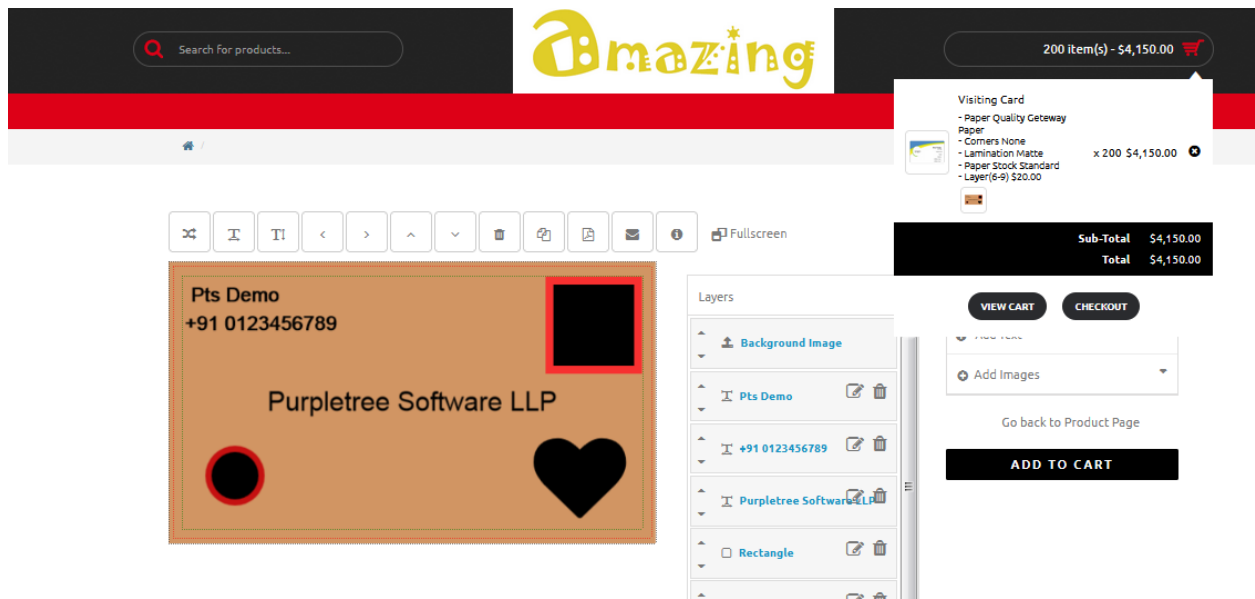 Search for products...
amazing
200 item(s) - $4,150.00
Visiting Card
- Paper Quality Geteway
Paper
- Corners None
- Lamination Matte
- Paper Stock Standard
- Layer(6-9) $20.00
x 200 $4,150.00
Sub-Total $4,150.00
Total $4,150.00
VIEW CART CHECKOUT
Fullscreen
Pts Demo
+91 0123456789
Purpletree Software LLP
Layers
Background Image
Pts Demo
+91 0123456789
Purpletree Software LLP
Rectangle
Add Text
Add Images
Go back to Product Page
ADD TO CART